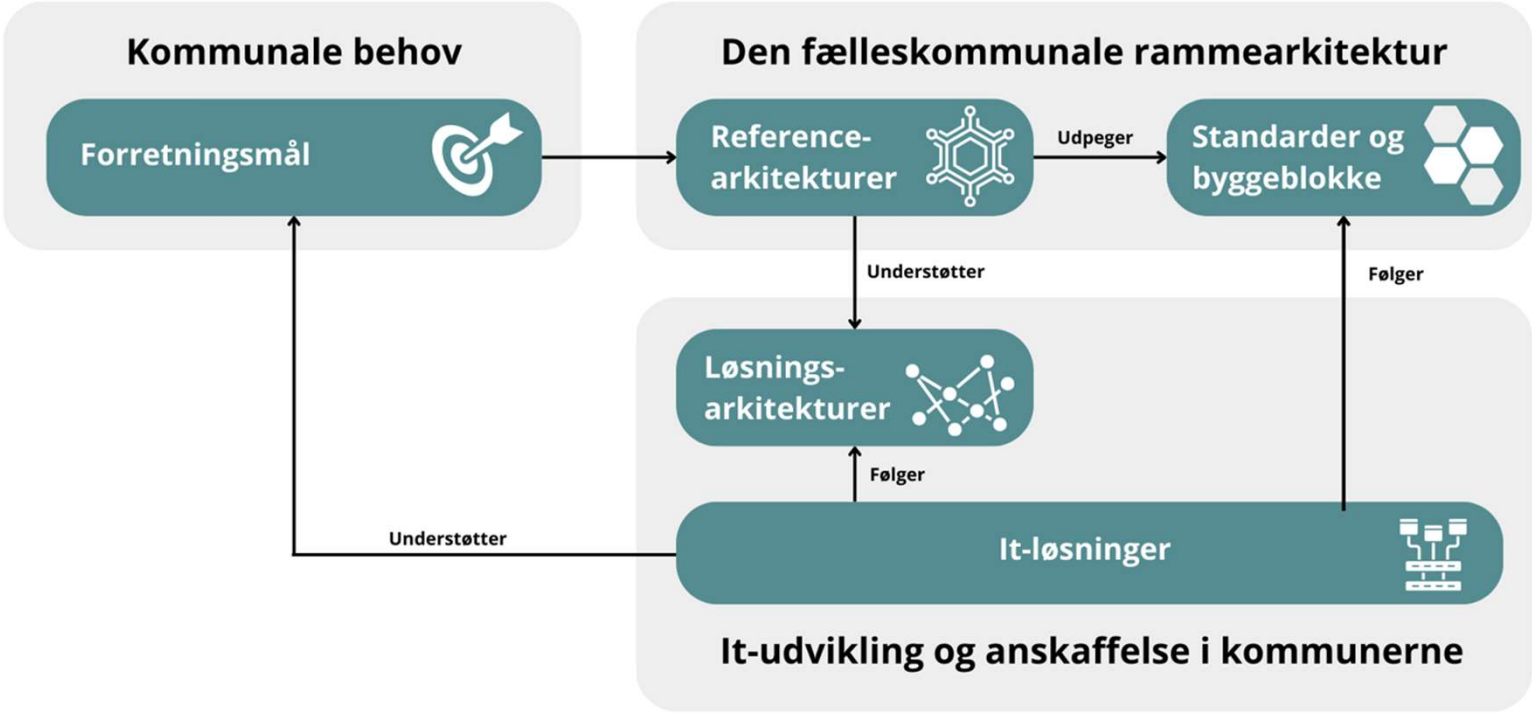 Kommunale behov
Forretningsmål
Den fælleskommunale rammearkitektur
Reference-
arkitekturer
Udpeger
Standarder og
byggeblokke
Understøtter
Følger
Løsnings-
arkitekturer
Følger
Understøtter
It-løsninger
It-udvikling og anskaffelse i kommunerne